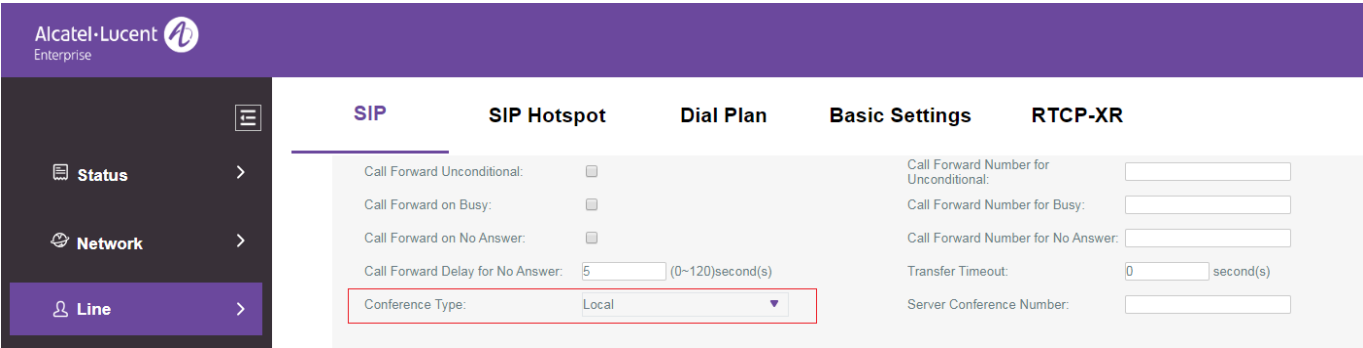 Alcatel·Lucent
Enterprise
SIP SIP Hotspot Dial Plan Basic Settings RTCP-XR
Status
Network
Line
Call Forward Unconditional: Call Forward Number for
Unconditional:
Call Forward on Busy: Call Forward Number for Busy:
Call Forward on No Answer: Call Forward Number for No Answer:
Call Forward Delay for No Answer: 5 (0~120)second(s) Transfer Timeout: 0 second(s)
Conference Type: Local Server Conference Number: